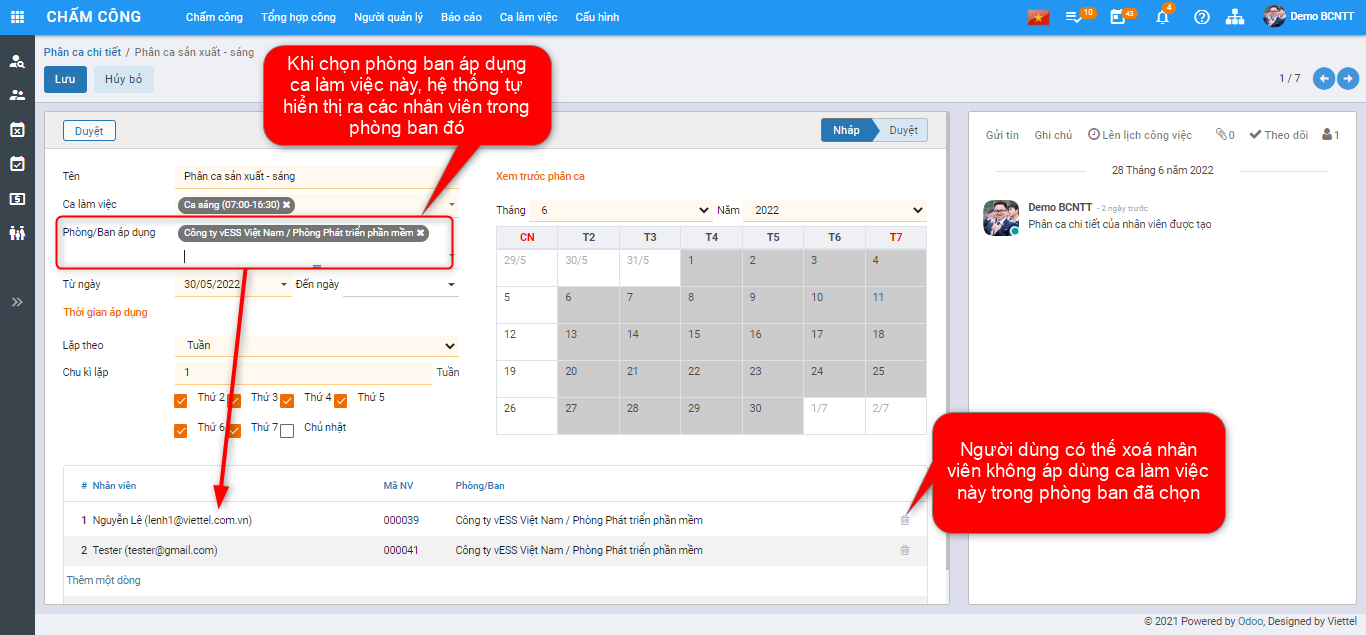 CHẤM CÔNG
Chấm công Tổng hợp công Người quản lý Báo cáo Ca làm việc Cấu hình
10 43 4 Demo BCNTT
Phân ca chi tiết / Phân ca sản xuất - sáng
Lưu Hủy bỏ
1 / 7
Khi chọn phòng ban áp dụng
ca làm việc này, hệ thống tự
hiển thị ra các nhân viên trong
phòng ban đó
Duyệt
Nháp Duyệt
Tên Phân ca sản xuất - sáng
Ca làm việc Ca sáng (07:00-16:30)
Phòng/Ban áp dụng Công ty vESS Việt Nam / Phòng Phát triển phần mềm
Từ ngày 30/05/2022 Đến ngày
Thời gian áp dụng
Lặp theo Tuần
Chu kì lặp 1 Tuần
Thứ 2 Thứ 3 Thứ 4 Thứ 5
Thứ 6 Thứ 7 Chủ nhật
Xem trước phân ca
Tháng 6 Năm 2022
CN T2 T3 T4 T5 T6 T7
29/5 30/5 31/5 1 2 3 4
5 6 7 8 9 10 11
12 13 14 15 16 17 18
19 20 21 22 23 24 25
26 27 28 29 30 1/7 2/7
# Nhân viên Mã NV Phòng/Ban
1 Nguyễn Lê (lenh1@viettel.com.vn) 000039 Công ty vESS Việt Nam / Phòng Phát triển phần mềm
2 Tester (tester@gmail.com) 000041 Công ty vESS Việt Nam / Phòng Phát triển phần mềm
Thêm một dòng
Gửi tin Ghi chú Lên lịch công việc 0 Theo dõi 1
28 Tháng 6 năm 2022
Demo BCNTT - 2 ngày trước
Phân ca chi tiết của nhân viên được tạo
Người dùng có thể xoá nhân
viên không áp dùng ca làm việc
này trong phòng ban đã chọn
© 2021 Powered by Odoo, Designed by Viettel